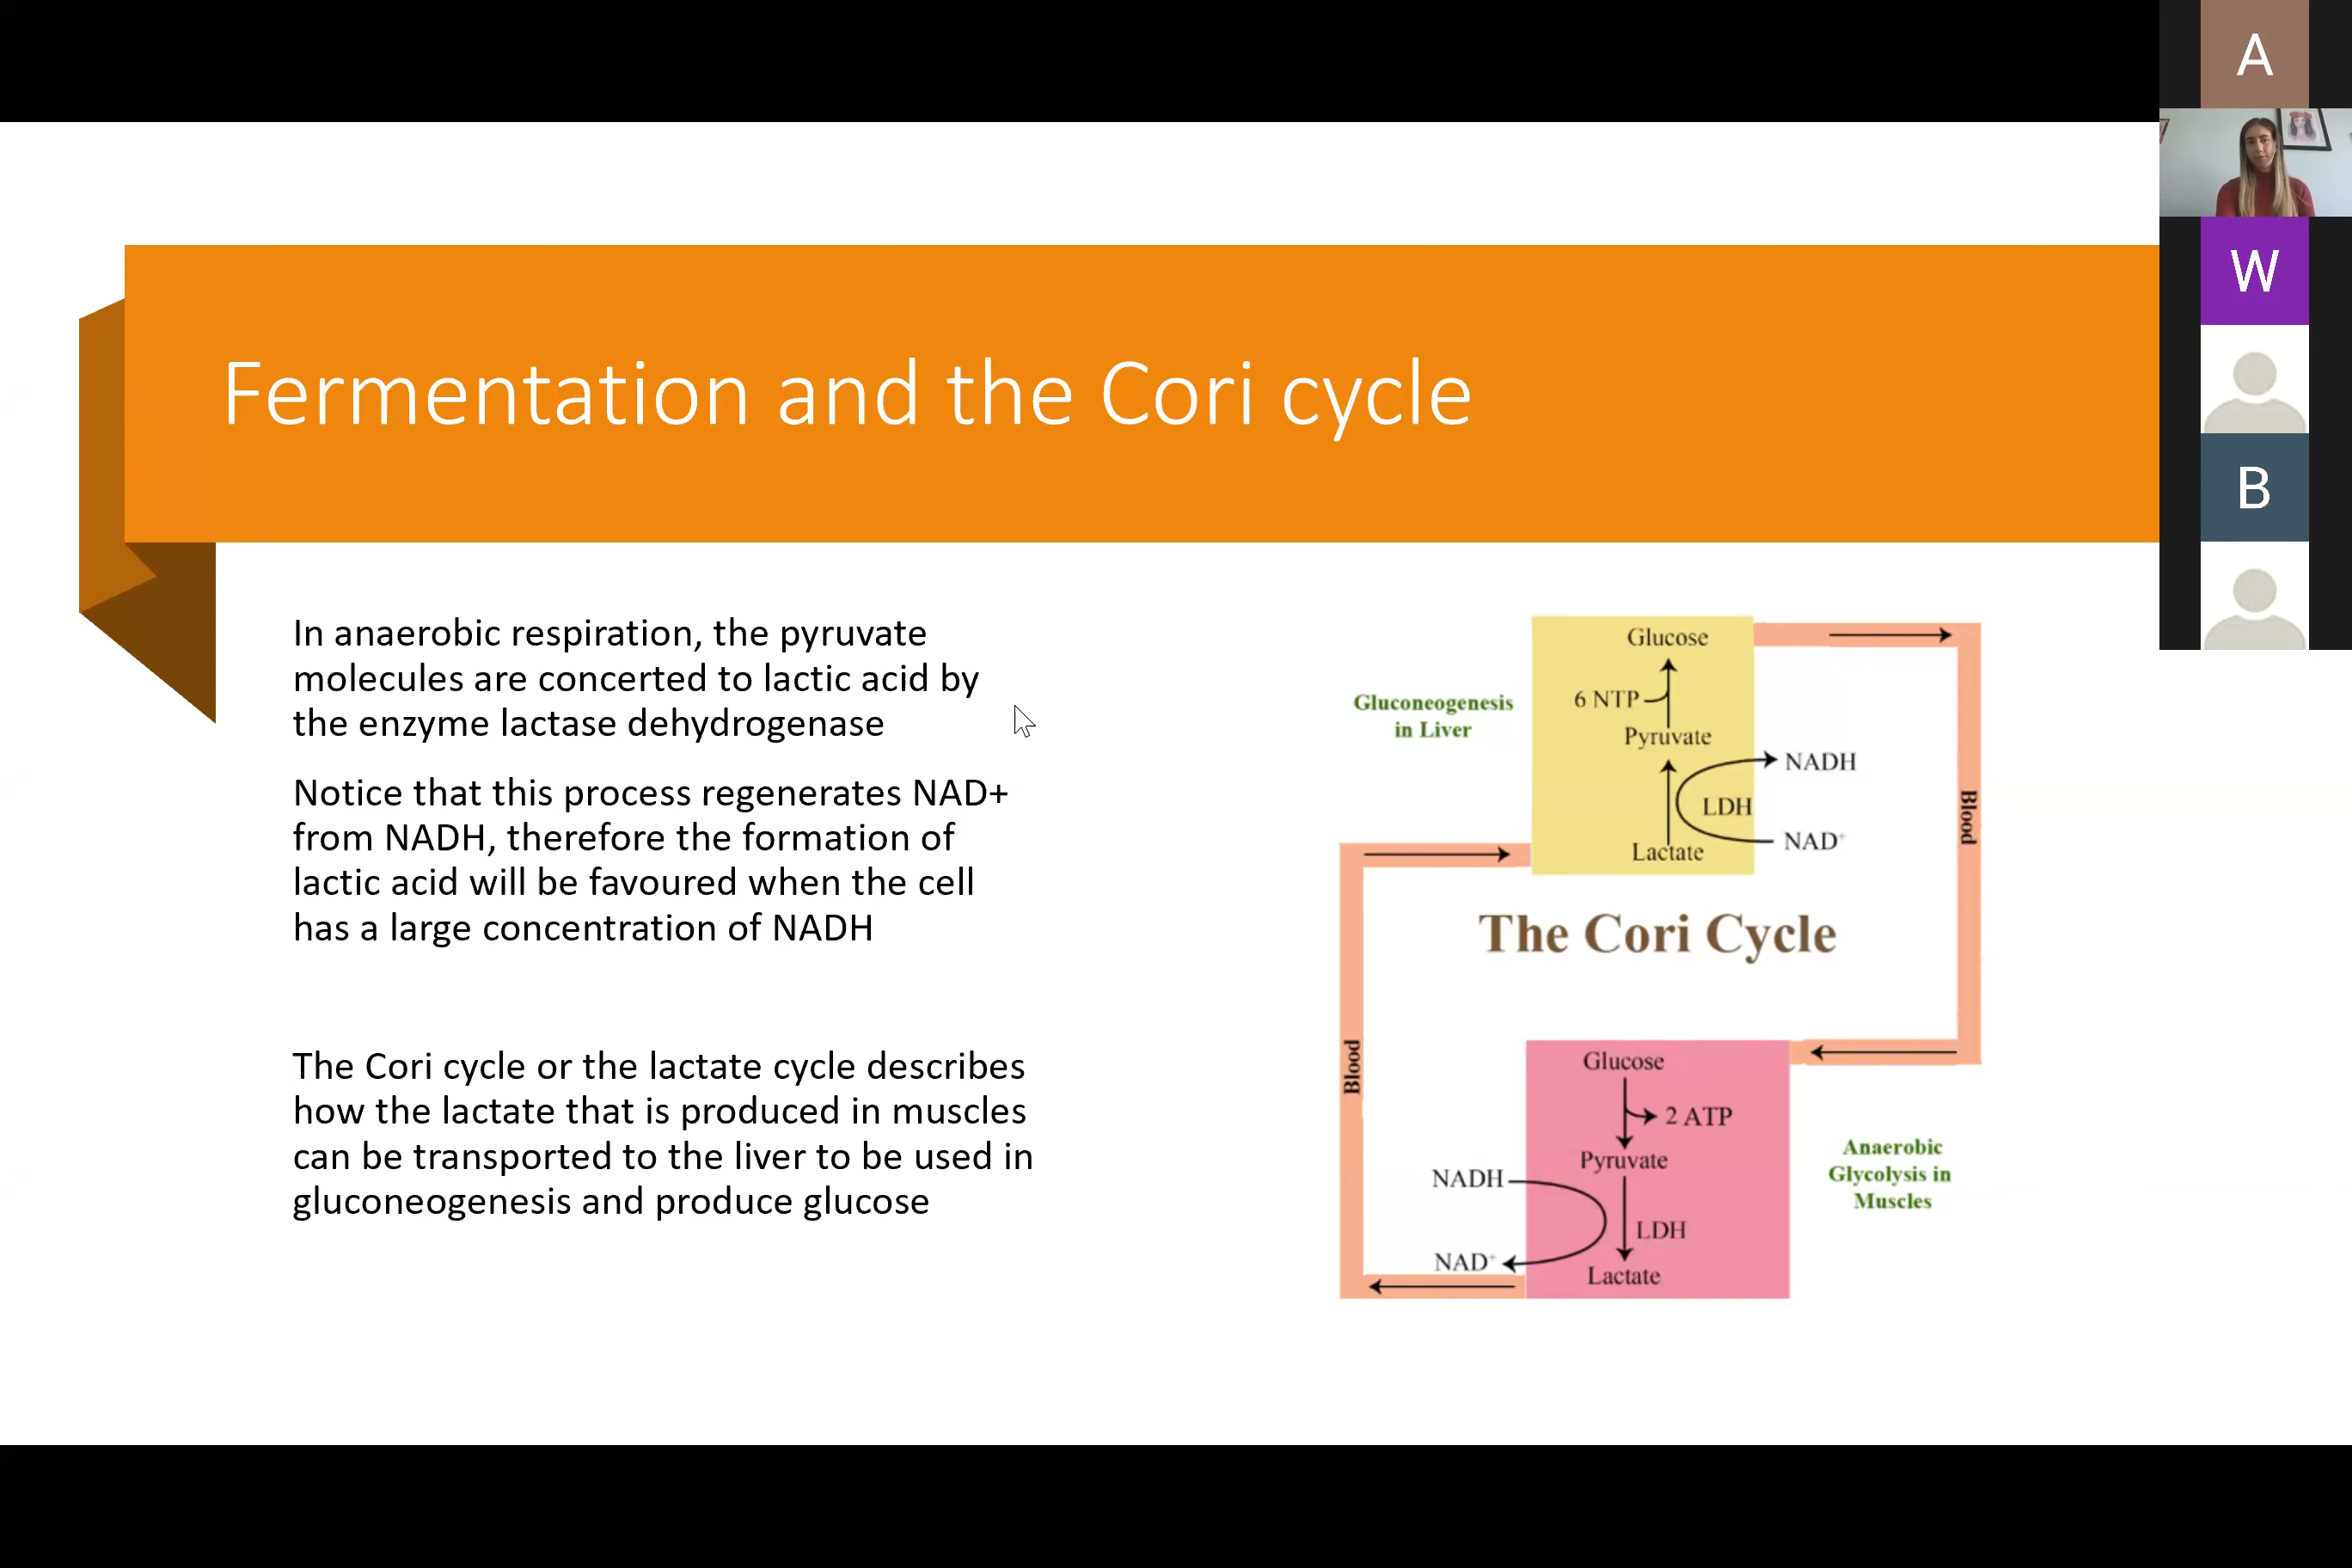 A
W
B
Fermentation and the Cori cycle
In anaerobic respiration, the pyruvate
molecules are concerted to lactic acid by
the enzyme lactase dehydrogenase
Notice that this process regenerates NAD+
from NADH, therefore the formation of
lactic acid will be favoured when the cell
has a large concentration of NADH
The Cori cycle or the lactate cycle describes
how the lactate that is produced in muscles
can be transported to the liver to be used in
gluconeogenesis and produce glucose
Gluconeogenesis
in Liver
Glucose
6 NTP
Pyruvate
NADH
LDH
NAD+
Lactate
Blood
The Cori Cycle
Blood
Glucose
2 ATP
Pyruvate
NADH
LDH
NAD+
Lactate
Anaerobic
Glycolysis in
Muscles